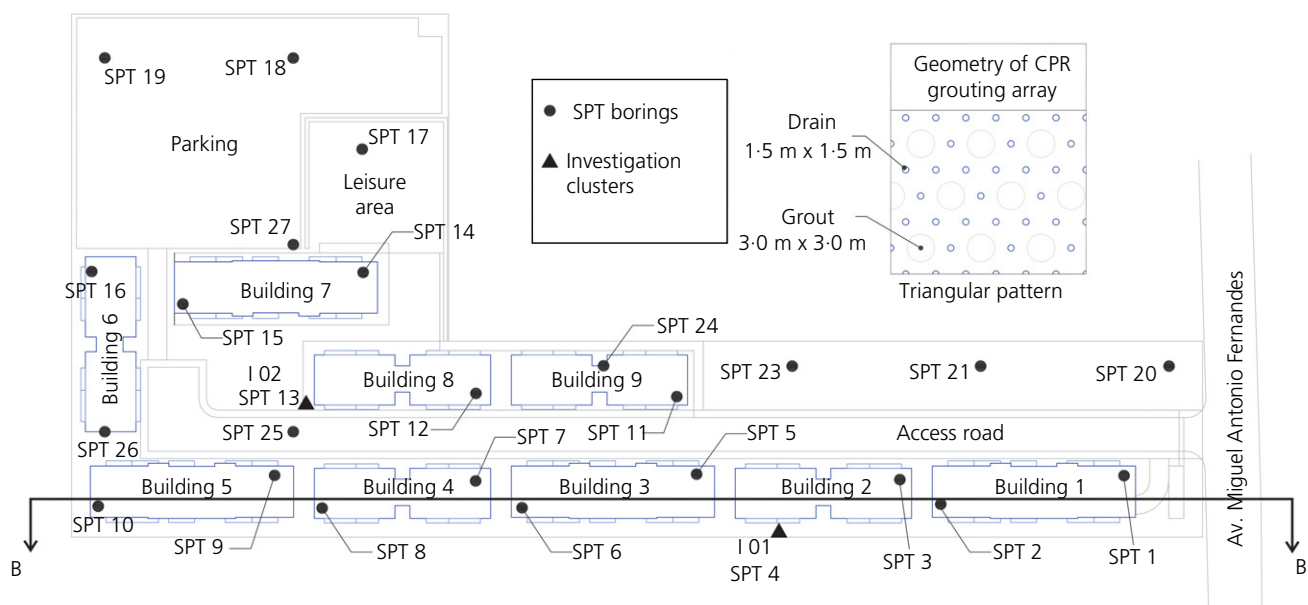 SPT 19
SPT 18
Parking
SPT 17
Leisure
area
SPT 27
SPT 14
SPT borings
Investigation
clusters
Geometry of CPR
grouting array
Drain
1·5 m x 1·5 m
Grout
3·0 m x 3·0 m
Triangular pattern
SPT 16
Building 6
Building 7
SPT 15
SPT 24
I 02
SPT 13
Building 8
Building 9
SPT 23
SPT 21
SPT 20
SPT 26
SPT 25
SPT 12
SPT 7
SPT 11
SPT 5
Access road
Av. Miguel Antonio Fernandes
Building 5
Building 4
Building 3
Building 2
Building 1
SPT 10
SPT 9
SPT 8
SPT 6
I 01
SPT 4
SPT 3
SPT 2
SPT 1
B
B